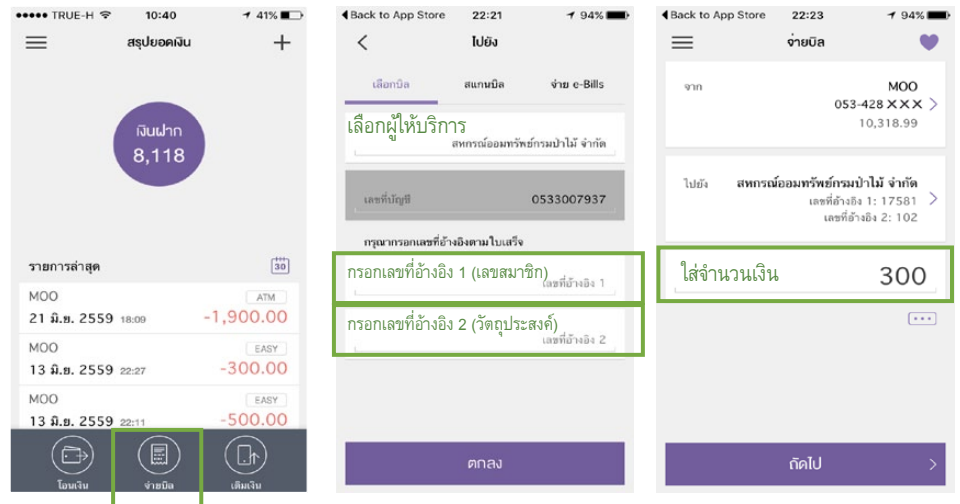 TRUE-H 10:40 41%
สรุปยอดเงิน
เงินฝาก
8,118
รายการล่าสุด 30
MOO ATM
21 มิ.ย. 2559 18:09 -1,900.00
MOO EASY
13 มิ.ย. 2559 22:27 -300.00
MOO EASY
13 มิ.ย. 2559 22:11 -500.00
โอนเงิน จ่ายบิล เติมเงิน
Back to App Store 22:21 94%
ไปยัง
เลือกบิล สแกนบิล จ่าย e-Bills
เลือกผู้ให้บริการ
สหกรณ์ออมทรัพย์กรมป่าไม้ จำกัด
เลขที่บัญชี 0533007937
กรุณากรอกเลขที่อ้างอิงตามใบเสร็จ
กรอกเลขที่อ้างอิง 1 (เลขสมาชิก)
เลขที่อ้างอิง 1
กรอกเลขที่อ้างอิง 2 (วัตถุประสงค์)
เลขที่อ้างอิง 2
ตกลง
Back to App Store 22:23 94%
จ่ายบิล
จาก MOO
053-428 XXX
10,318.99
ไปยัง สหกรณ์ออมทรัพย์กรมป่าไม้ จำกัด
เลขที่อ้างอิง 1: 17581
เลขที่อ้างอิง 2: 102
ใส่จำนวนเงิน 300
ถัดไป